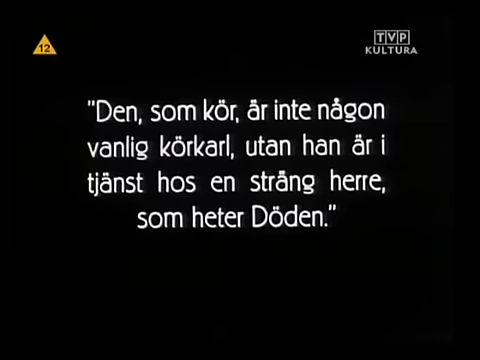 12
TVP
KULTURA
"Den, som kör, är inte någon
vanlig körkarl, utan han är i
tjänst hos en sträng herre,
som heter Döden."